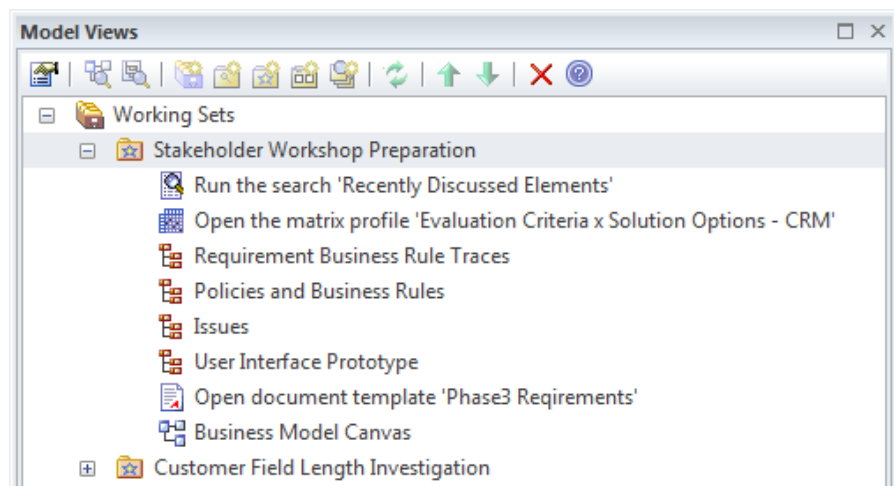 Model Views
Working Sets
Stakeholder Workshop Preparation
Run the search 'Recently Discussed Elements'
Open the matrix profile 'Evaluation Criteria x Solution Options - CRM'
Requirement Business Rule Traces
Policies and Business Rules
Issues
User Interface Prototype
Open document template 'Phase3 Reqirements'
Business Model Canvas
Customer Field Length Investigation